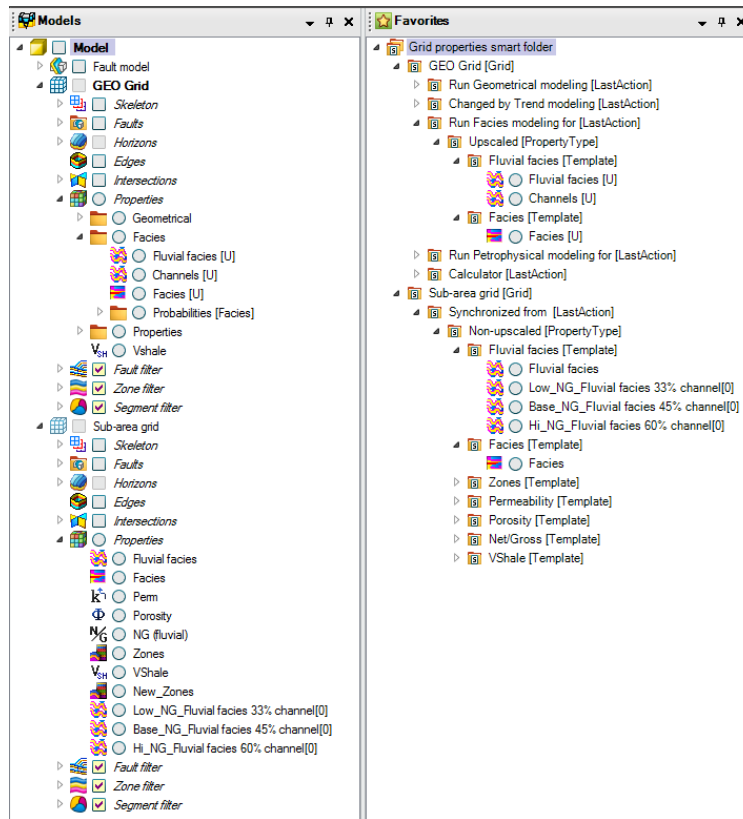 Models
Model
Fault model
GEO Grid
Skeleton
Faults
Horizons
Edges
Intersections
Properties
Geometrical
Facies
Fluvial facies [U]
Channels [U]
Facies [U]
Probabilities [Facies]
Properties
VSH Vshale
Fault filter
Zone filter
Segment filter
Sub-area grid
Skeleton
Faults
Horizons
Edges
Intersections
Properties
Fluvial facies
Facies
k Perm
Φ Porosity
N/G NG (fluvial)
Zones
VSH VShale
New_Zones
Low_NG_Fluvial facies 33% channel[0]
Base_NG_Fluvial facies 45% channel[0]
Hi_NG_Fluvial facies 60% channel[0]
Fault filter
Zone filter
Segment filter
Favorites
Grid properties smart folder
GEO Grid [Grid]
Run Geometrical modeling [LastAction]
Changed by Trend modeling [LastAction]
Run Facies modeling for [LastAction]
Upscaled [PropertyType]
Fluvial facies [Template]
Fluvial facies [U]
Channels [U]
Facies [Template]
Facies [U]
Run Petrophysical modeling for [LastAction]
Calculator [LastAction]
Sub-area grid [Grid]
Synchronized from [LastAction]
Non-upscaled [PropertyType]
Fluvial facies [Template]
Fluvial facies
Low_NG_Fluvial facies 33% channel[0]
Base_NG_Fluvial facies 45% channel[0]
Hi_NG_Fluvial facies 60% channel[0]
Facies [Template]
Facies
Zones [Template]
Permeability [Template]
Porosity [Template]
Net/Gross [Template]
VShale [Template]